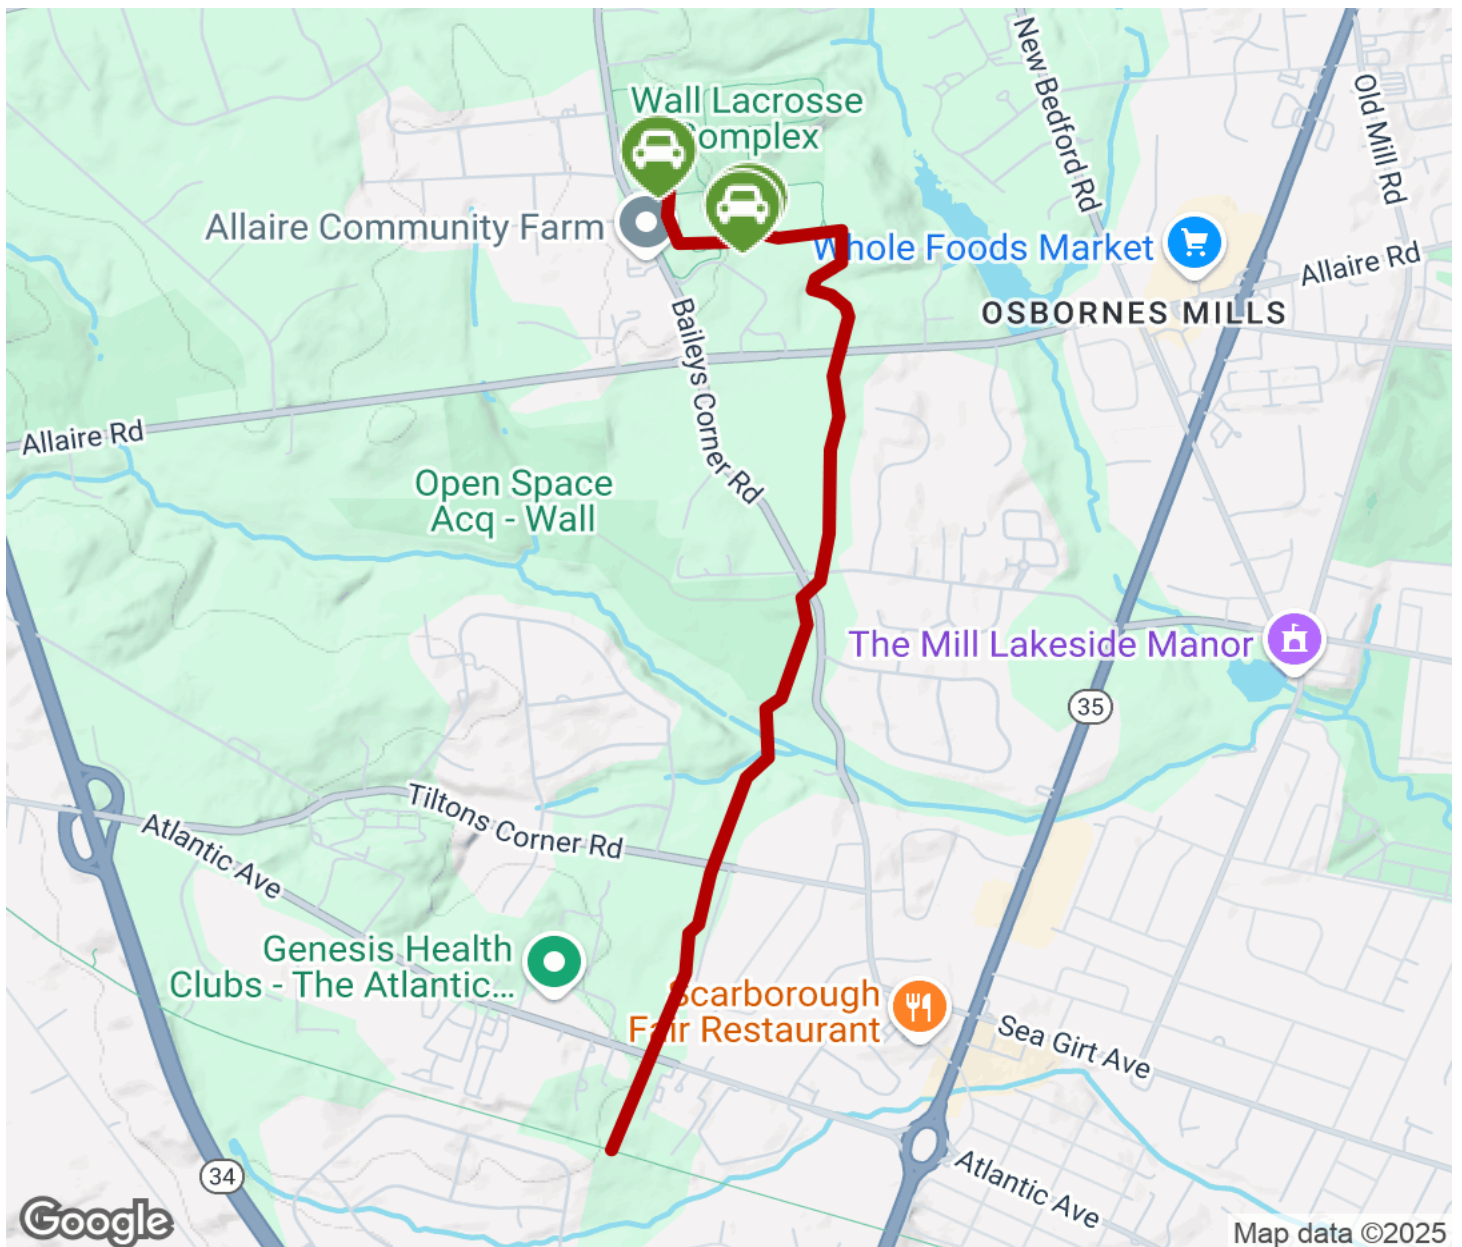 New Bedford Rd
Old Mill Rd
Wall Lacrosse
Complex
Allaire Community Farm
Whole Foods Market
Allaire Rd
OSBORNES MILLS
Baileys Corner Rd
Allaire Rd
Open Space
Acq - Wall
The Mill Lakeside Manor
35
Tiltons Corner Rd
Atlantic Ave
Genesis Health
Clubs - The Atlantic...
Scarborough
Fair Restaurant
Sea Girt Ave
34
Atlantic Ave
Google
Map data ©2025